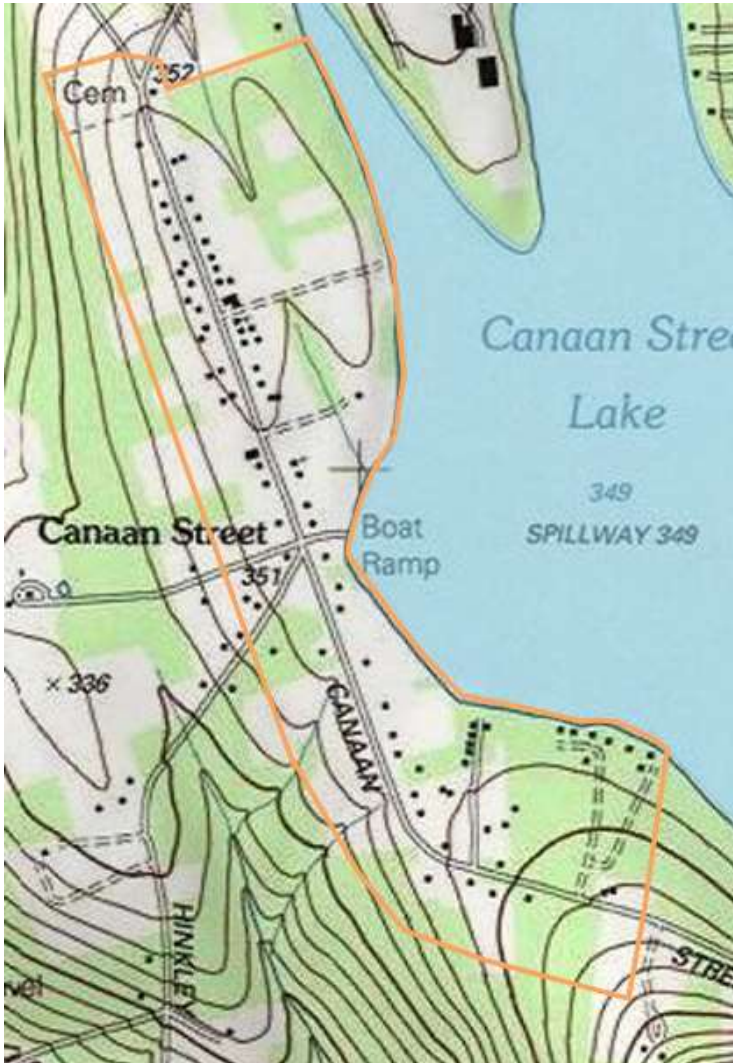 352
Cem
Canaan Stre
Lake
349
SPILLWAY 349
Canaan Street
Boat
Ramp
351
× 336
CANAAN
HINKLEY
STRE
vel